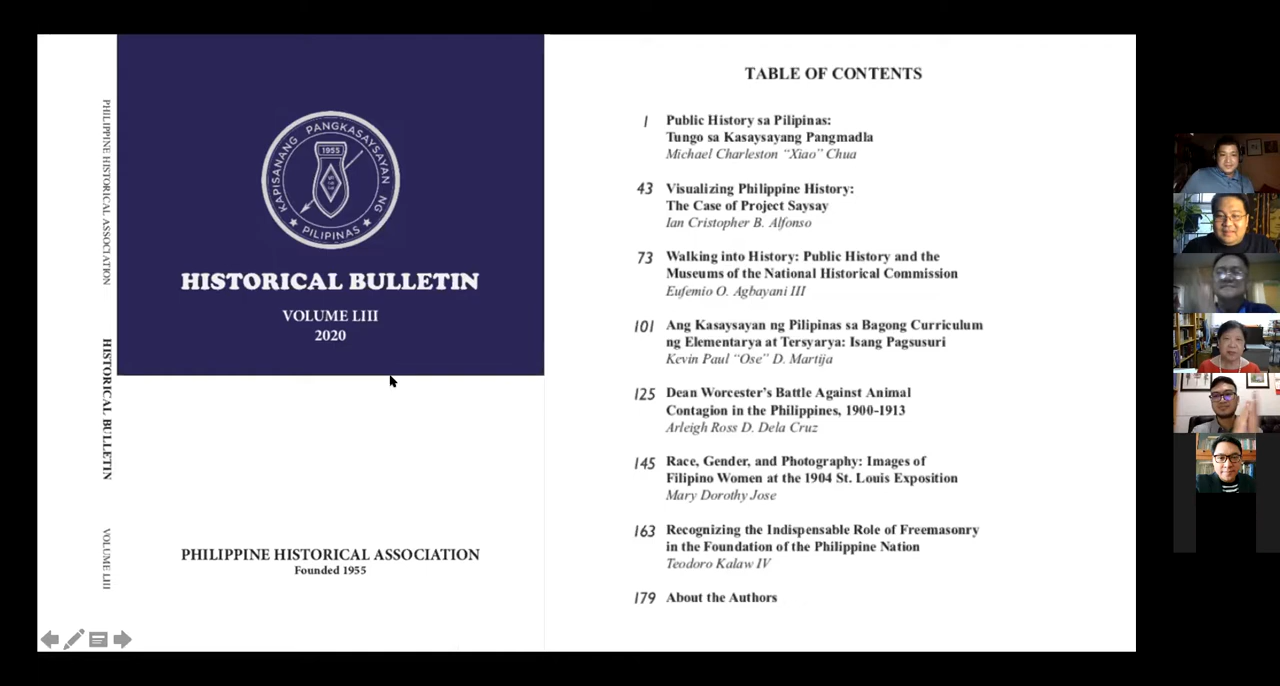 PHILIPPINE HISTORICAL ASSOCIATION
HISTORICAL BULLETIN
VOLUME LIII
KAPISANANG PANGKASAYSAYAN NG
PILIPINAS
1955
HISTORICAL BULLETIN
VOLUME LIII
2020
PHILIPPINE HISTORICAL ASSOCIATION
Founded 1955
TABLE OF CONTENTS
1 Public History sa Pilipinas:
Tungo sa Kasaysayang Pangmadla
Michael Charleston “Xiao” Chua
43 Visualizing Philippine History:
The Case of Project Saysay
Ian Cristopher B. Alfonso
73 Walking into History: Public History and the
Museums of the National Historical Commission
Eufemio O. Agbayani III
101 Ang Kasaysayan ng Pilipinas sa Bagong Curriculum
ng Elementarya at Tersyarya: Isang Pagsusuri
Kevin Paul “Ose” D. Martija
125 Dean Worcester’s Battle Against Animal
Contagion in the Philippines, 1900-1913
Arleigh Ross D. Dela Cruz
145 Race, Gender, and Photography: Images of
Filipino Women at the 1904 St. Louis Exposition
Mary Dorothy Jose
163 Recognizing the Indispensable Role of Freemasonry
in the Foundation of the Philippine Nation
Teodoro Kalaw IV
179 About the Authors